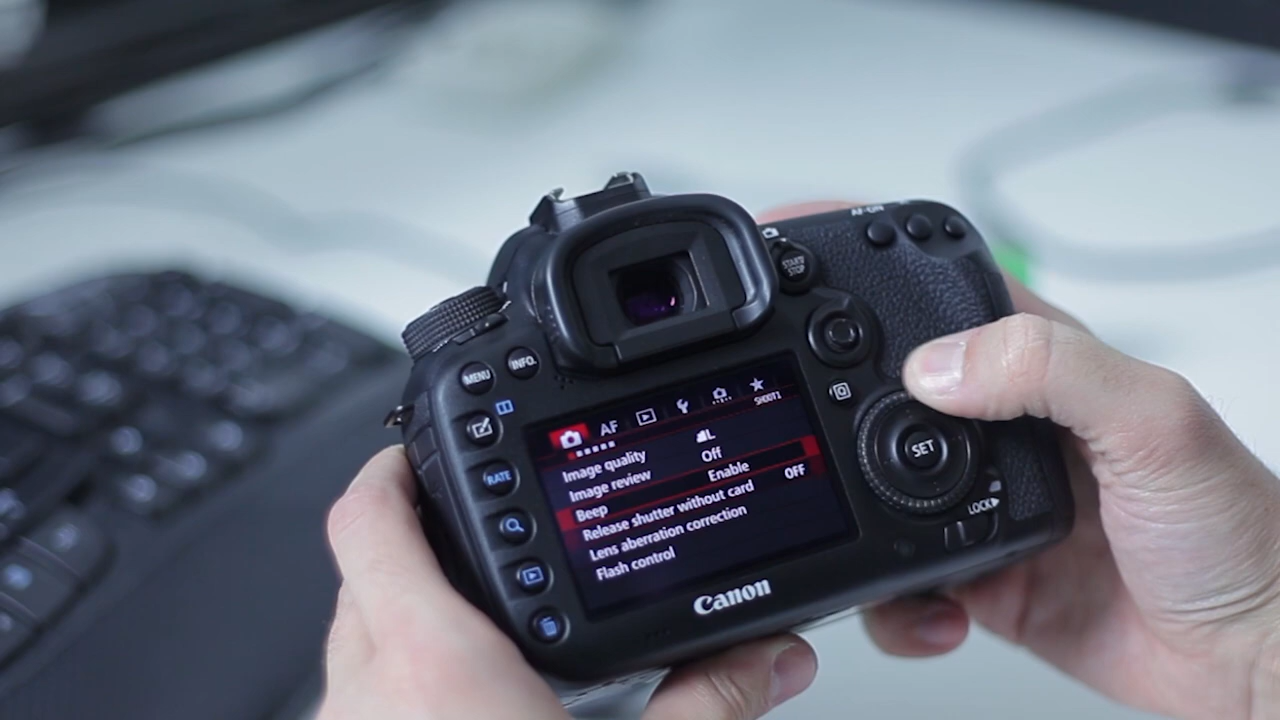 AF-ON
START/
STOP
MENU
INFO.
RATE
AF
SHOOT1
Image quality L
Image review Off
Beep Enable
Release shutter without card OFF
Lens aberration correction
Flash control
SET
LOCK
Canon